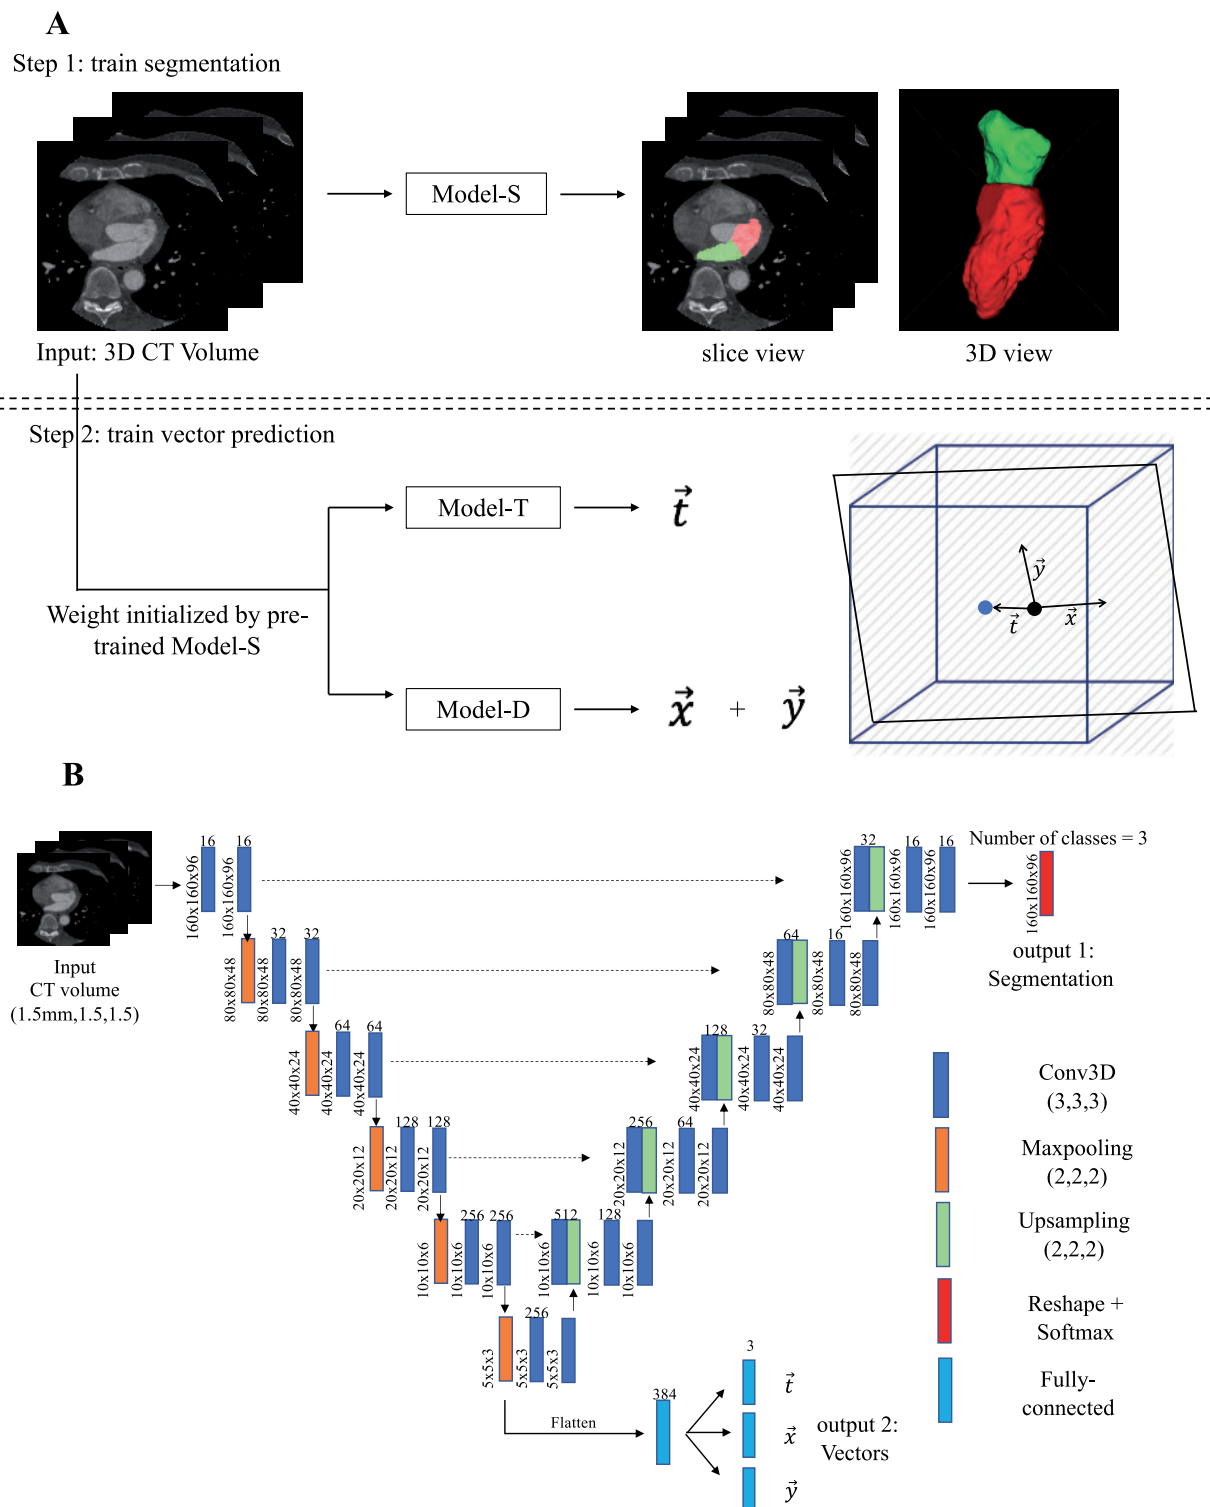 A
Step 1: train segmentation
Model-S
Input: 3D CT Volume
slice view
3D view
Step 2: train vector prediction
Model-T
t⃗
Weight initialized by pre-
trained Model-S
Model-D
x⃗ + y⃗
y⃗
t⃗
x⃗
B
Input
CT volume
(1.5mm,1.5,1.5)
16
16
160x160x96
160x160x96
32
32
80x80x48
80x80x48
80x80x48
64
64
40x40x24
40x40x24
40x40x24
128
128
20x20x12
20x20x12
20x20x12
256
256
10x10x6
10x10x6
10x10x6
256
5x5x3
5x5x3
5x5x3
512
128
10x10x6
10x10x6
10x10x6
256
64
20x20x12
20x20x12
20x20x12
128
32
40x40x24
40x40x24
40x40x24
64
16
80x80x48
80x80x48
80x80x48
32
16
16
160x160x96
160x160x96
160x160x96
Number of classes = 3
160x160x96
output 1:
Segmentation
Conv3D
(3,3,3)
Maxpooling
(2,2,2)
Upsampling
(2,2,2)
Reshape +
Softmax
Fully-
connected
Flatten
384
3
t⃗
x⃗
y⃗
output 2:
Vectors